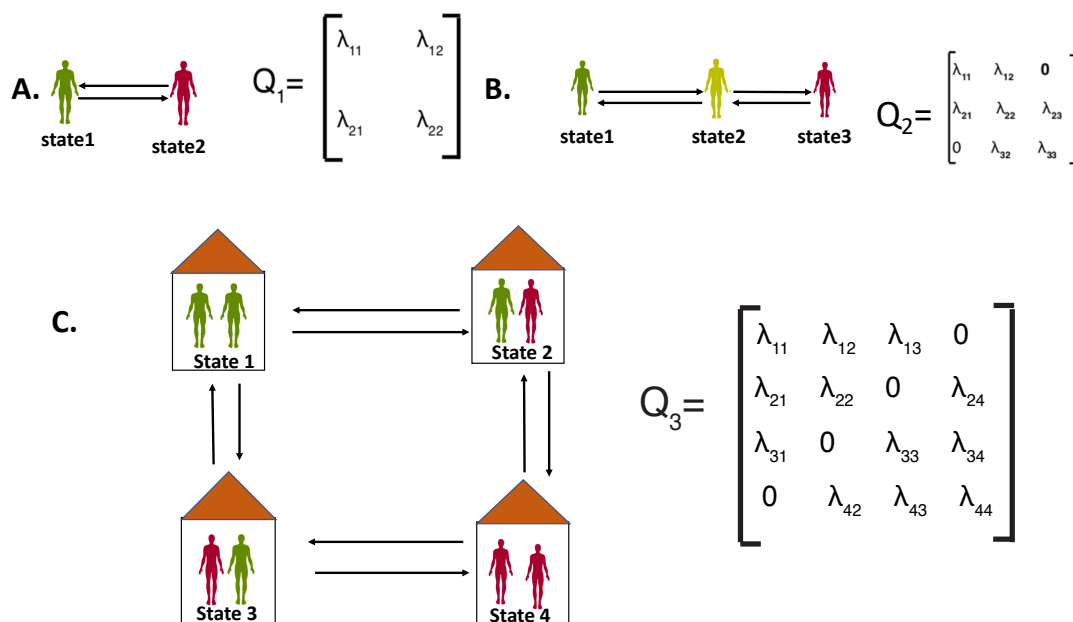 A.
state1
state2
Q₁=
λ₁₁ λ₁₂
λ₂₁ λ₂₂
B.
state1
state2
state3
Q₂=
λ₁₁ λ₁₂ 0
λ₂₁ λ₂₂ λ₂₃
0 λ₃₂ λ₃₃
C.
State 1
State 2
State 3
State 4
Q₃=
λ₁₁ λ₁₂ λ₁₃ 0
λ₂₁ λ₂₂ 0 λ₂₄
λ₃₁ 0 λ₃₃ λ₃₄
0 λ₄₂ λ₄₃ λ₄₄